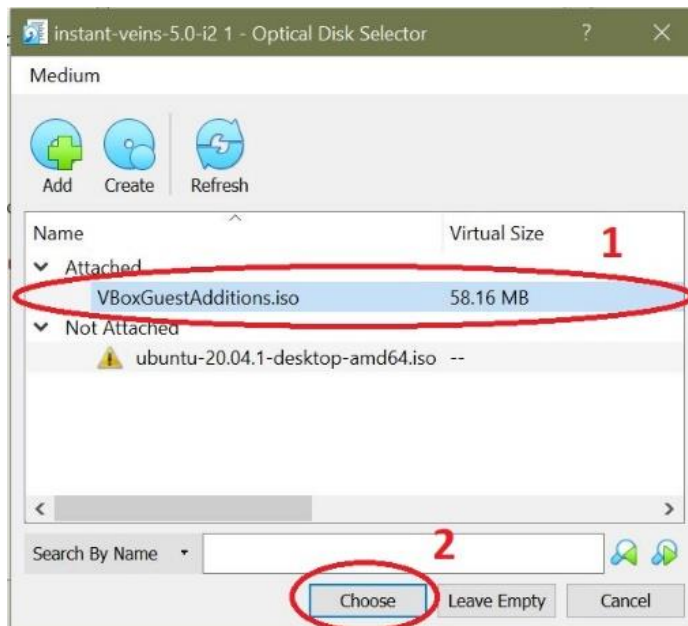 instant-veins-5.0-i2 1 - Optical Disk Selector ? ×
Medium
Add Create Refresh
Name Virtual Size
1
Attached
VBoxGuestAdditions.iso 58.16 MB
Not Attached
ubuntu-20.04.1-desktop-amd64.iso --
2
Search By Name
Choose Leave Empty Cancel